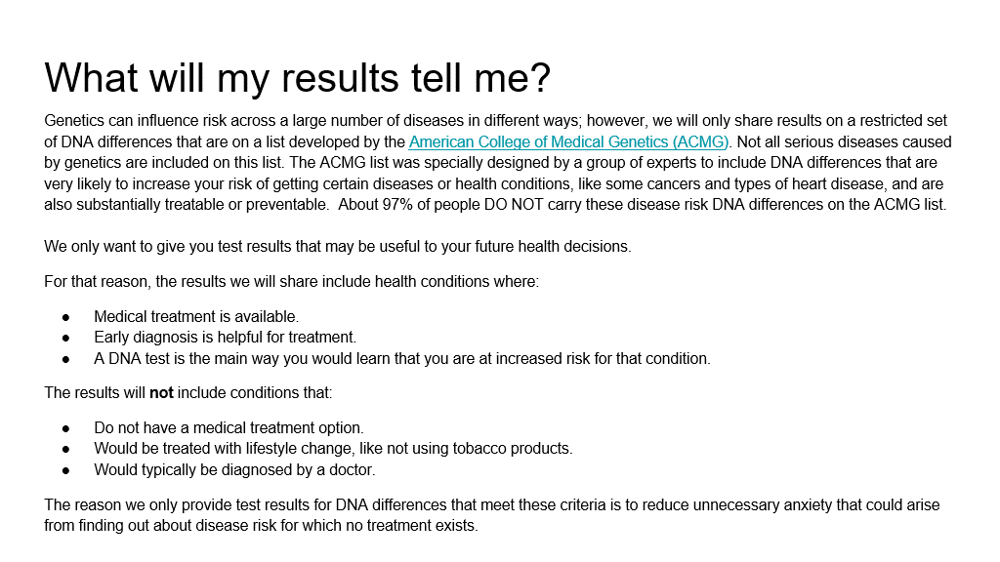 What will my results tell me?
Genetics can influence risk across a large number of diseases in different ways; however, we will only share results on a restricted set
of DNA differences that are on a list developed by the American College of Medical Genetics (ACMG). Not all serious diseases caused
by genetics are included on this list. The ACMG list was specially designed by a group of experts to include DNA differences that are
very likely to increase your risk of getting certain diseases or health conditions, like some cancers and types of heart disease, and are
also substantially treatable or preventable.  About 97% of people DO NOT carry these disease risk DNA differences on the ACMG list.
We only want to give you test results that may be useful to your future health decisions.
For that reason, the results we will share include health conditions where:
● Medical treatment is available.
● Early diagnosis is helpful for treatment.
● A DNA test is the main way you would learn that you are at increased risk for that condition.
The results will not include conditions that:
● Do not have a medical treatment option.
● Would be treated with lifestyle change, like not using tobacco products.
● Would typically be diagnosed by a doctor.
The reason we only provide test results for DNA differences that meet these criteria is to reduce unnecessary anxiety that could arise
from finding out about disease risk for which no treatment exists.